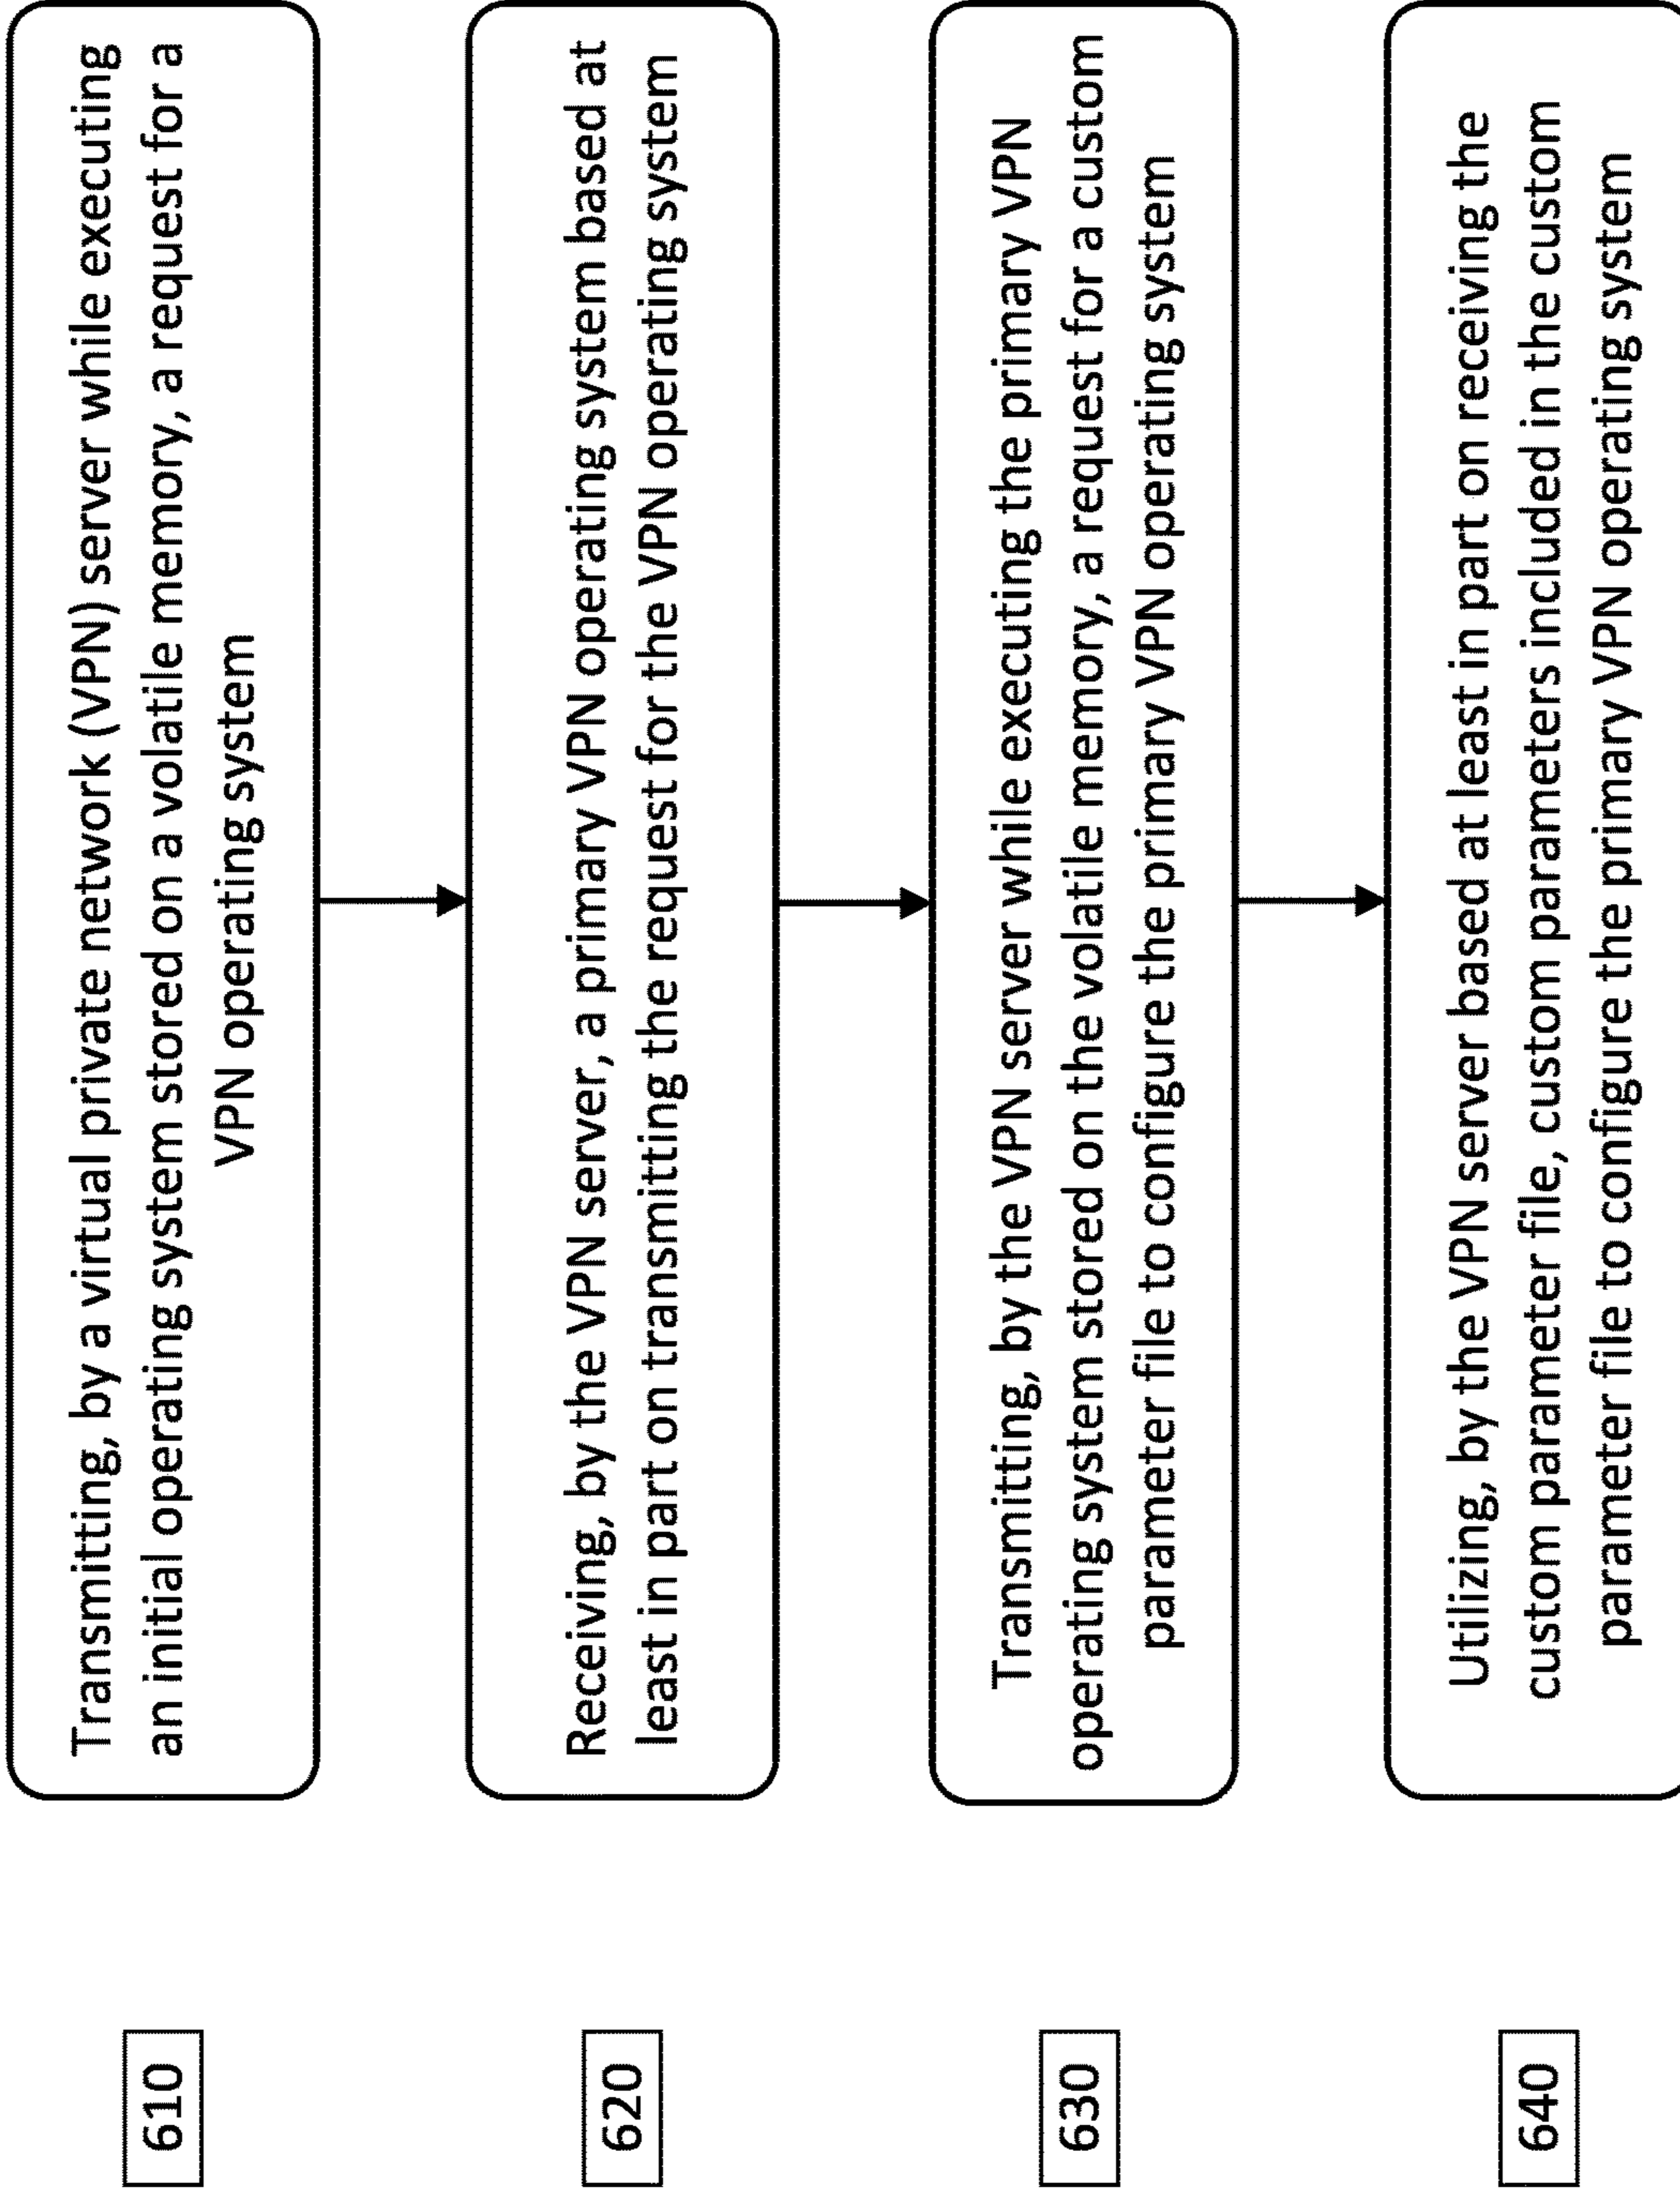 610
Transmitting, by a virtual private network (VPN) server while executing
an initial operating system stored on a volatile memory, a request for a
VPN operating system
620
Receiving, by the VPN server, a primary VPN operating system based at
least in part on transmitting the request for the VPN operating system
630
Transmitting, by the VPN server while executing the primary VPN
operating system stored on the volatile memory, a request for a custom
parameter file to configure the primary VPN operating system
640
Utilizing, by the VPN server based at least in part on receiving the
custom parameter file, custom parameters included in the custom
parameter file to configure the primary VPN operating system